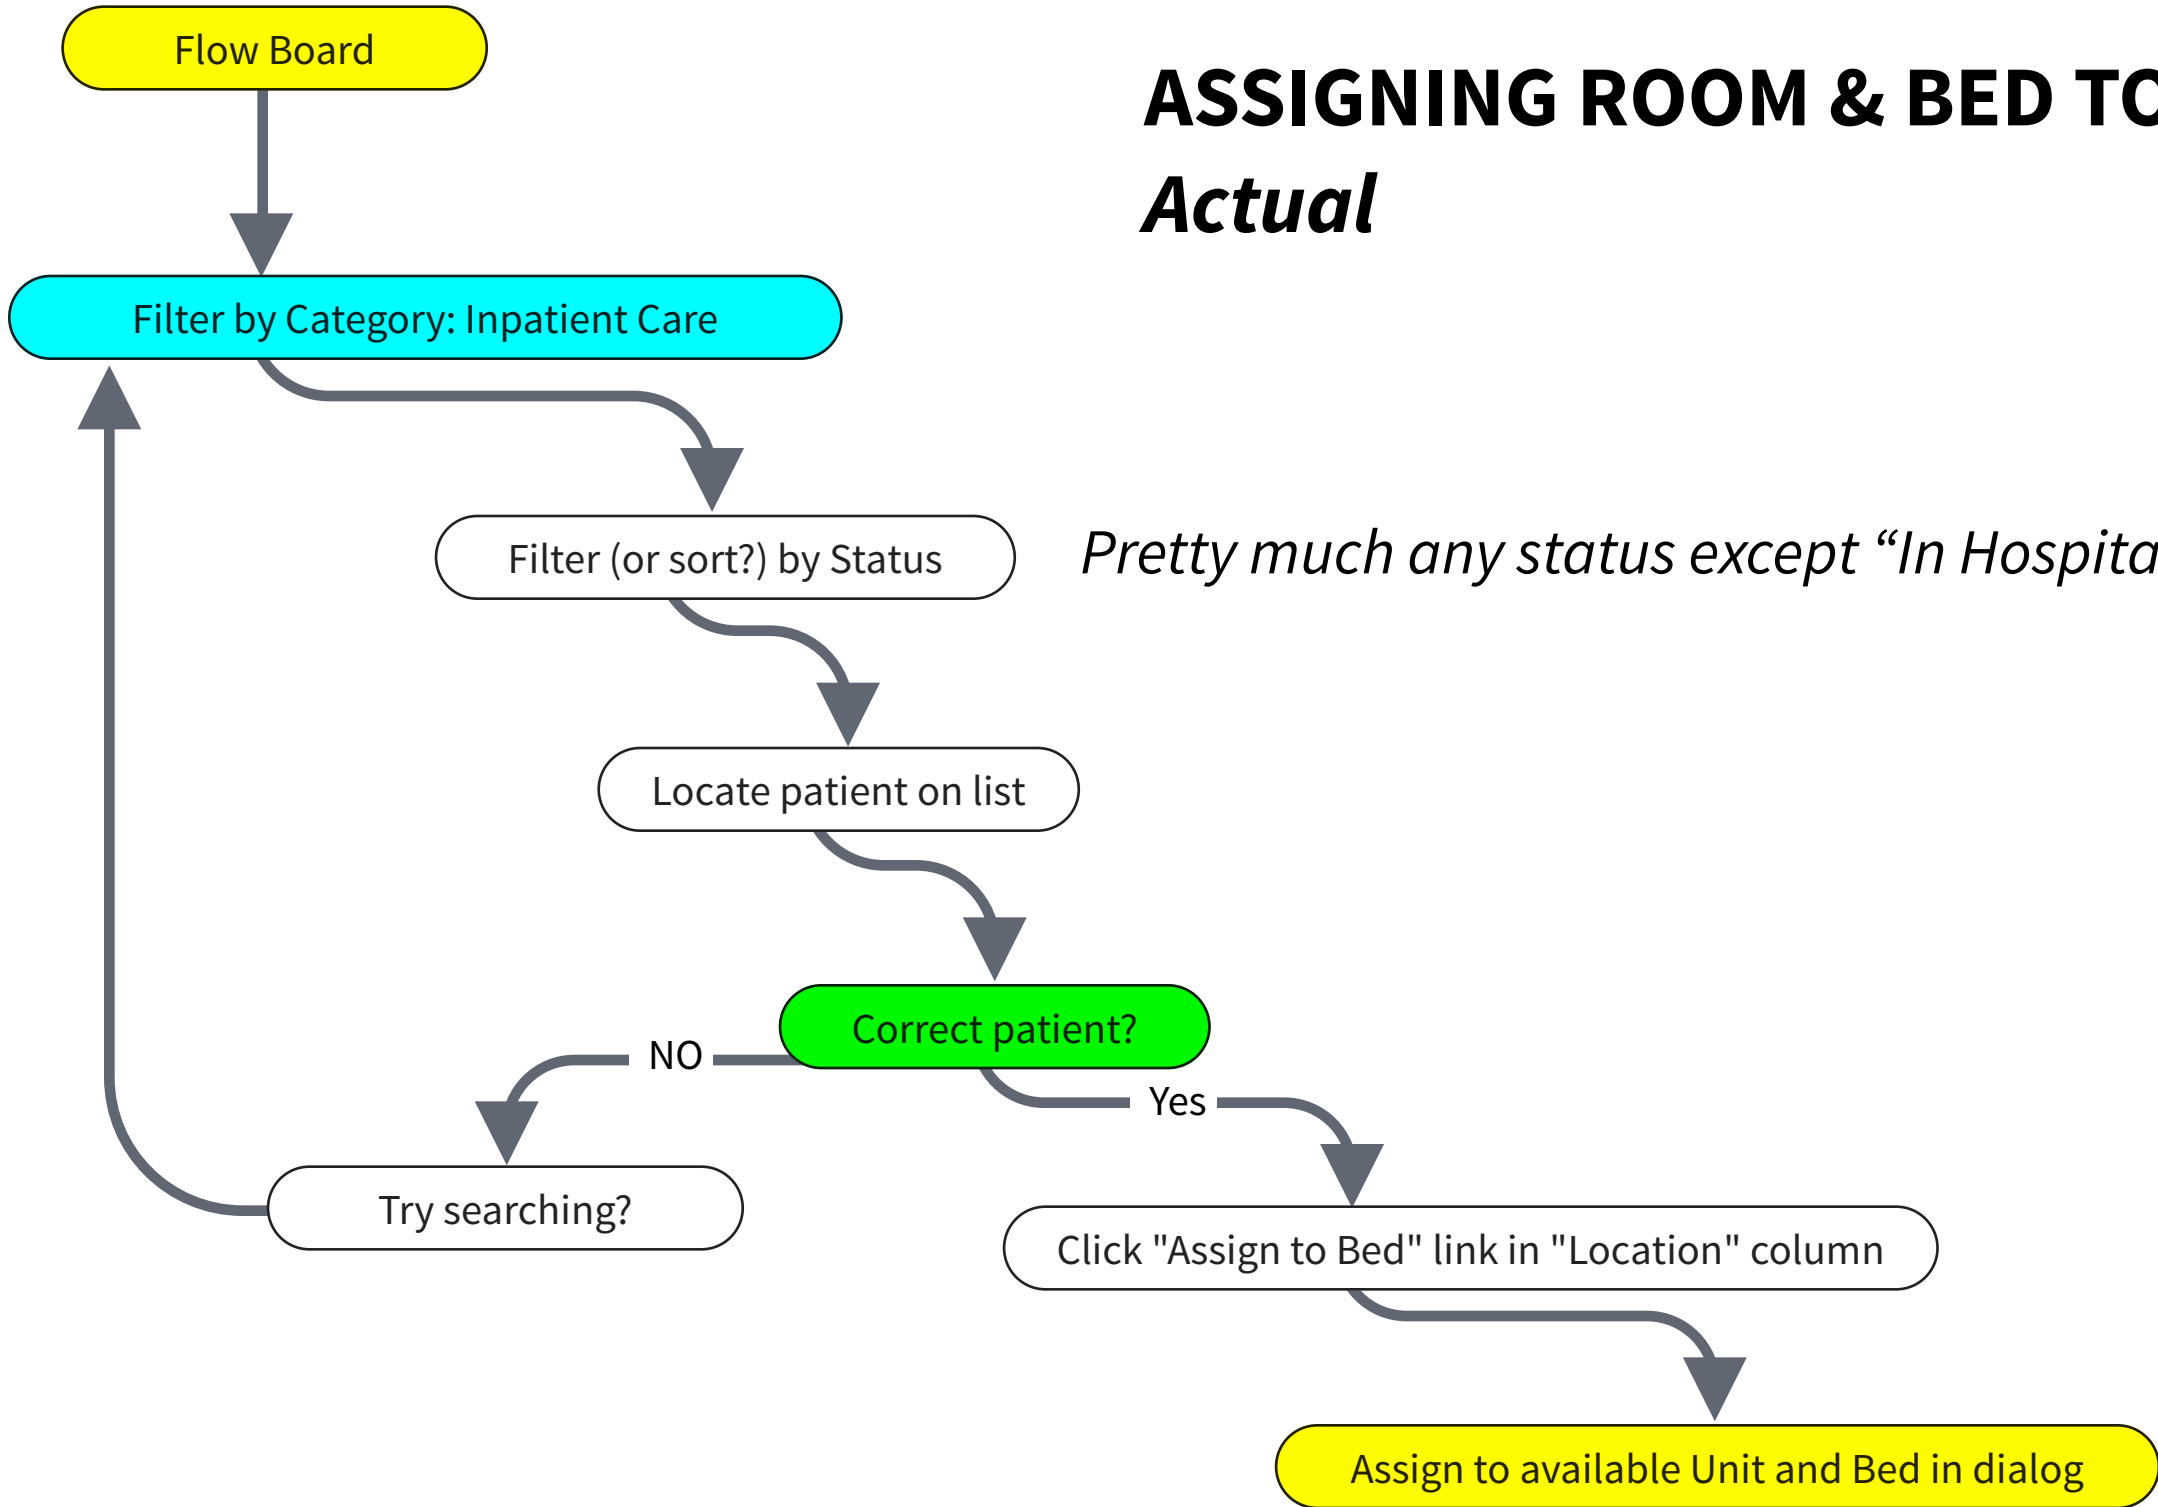 Flow Board
ASSIGNING ROOM & BED TO
Actual
Filter by Category: Inpatient Care
Filter (or sort?) by Status
Pretty much any status except “In Hospita
Locate patient on list
Correct patient?
NO
Yes
Try searching?
Click "Assign to Bed" link in "Location" column
Assign to available Unit and Bed in dialog